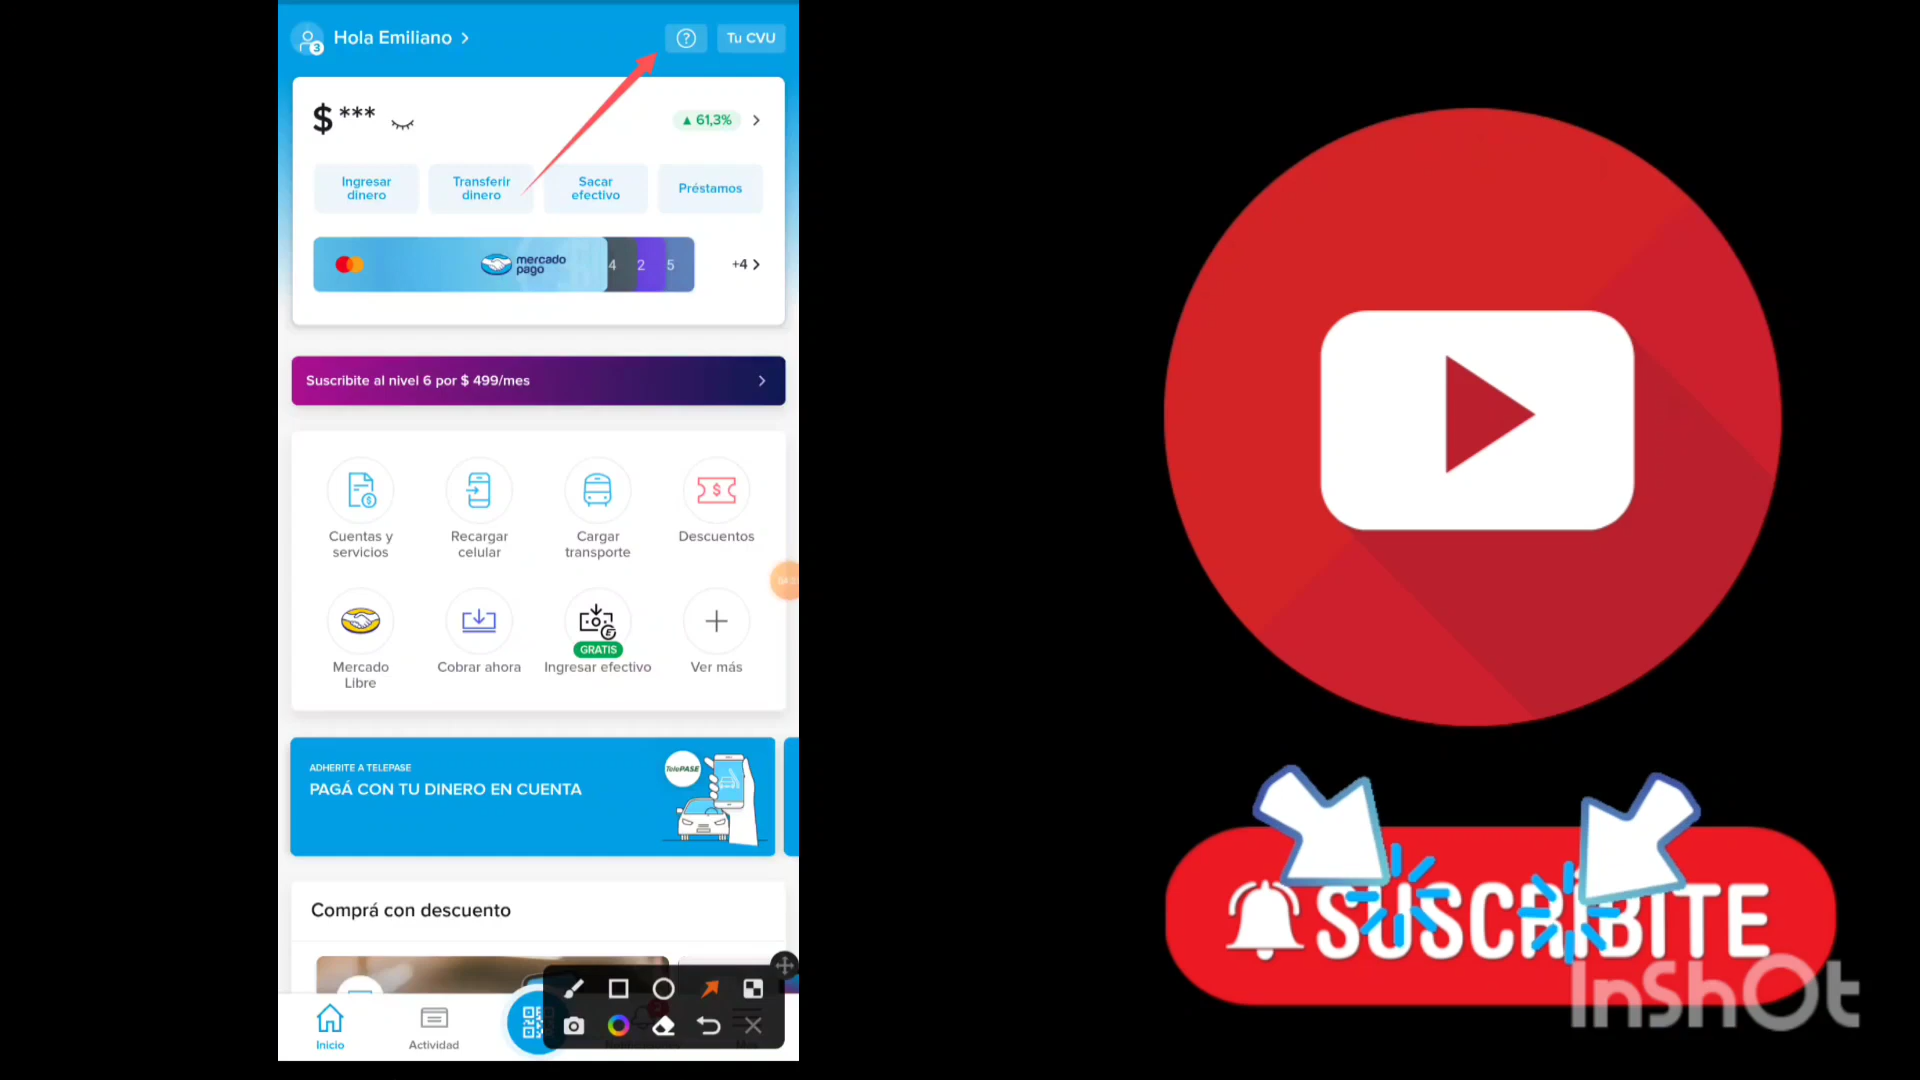 Hola Emiliano
3
Tu CVU
$ ***
▲ 61,3%
Ingresar
dinero
Transferir
dinero
Sacar
efectivo
Préstamos
mercado
pago
4 2 5
+4
Suscribite al nivel 6 por $ 499/mes
Cuentas y
servicios
Recargar
celular
Cargar
transporte
Descuentos
Mercado
Libre
Cobrar ahora
GRATIS
Ingresar efectivo
Ver más
ADHERITE A TELEPASE
PAGÁ CON TU DINERO EN CUENTA
TelePASE
Comprá con descuento
Inicio
Actividad
SUSCRIBITE
InShOt